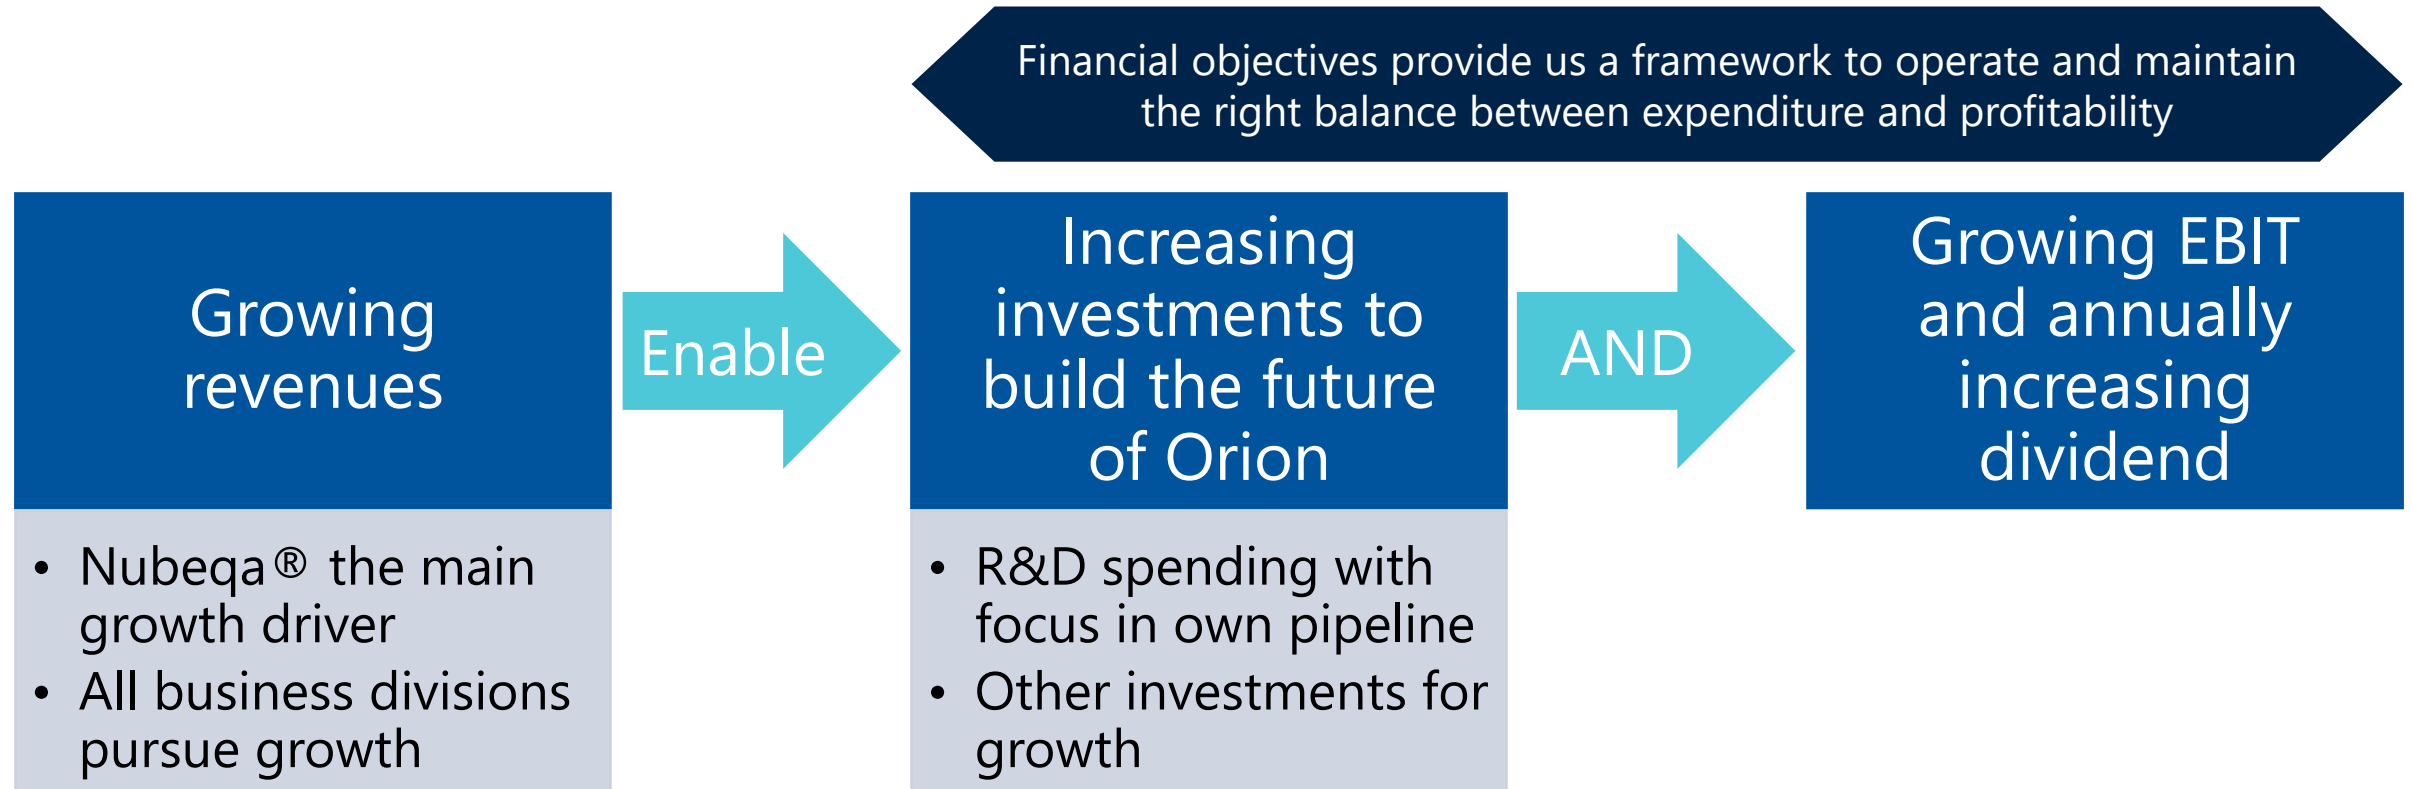 Financial objectives provide us a framework to operate and maintain
the right balance between expenditure and profitability
Growing
revenues
Enable
Increasing
investments to
build the future
of Orion
AND
Growing EBIT
and annually
increasing
dividend
• Nubeqa® the main
growth driver
• All business divisions
pursue growth
• R&D spending with
focus in own pipeline
• Other investments for
growth